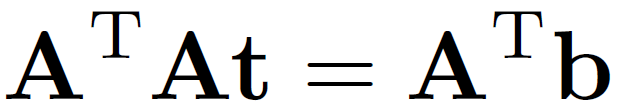 AᵀAt = Aᵀb